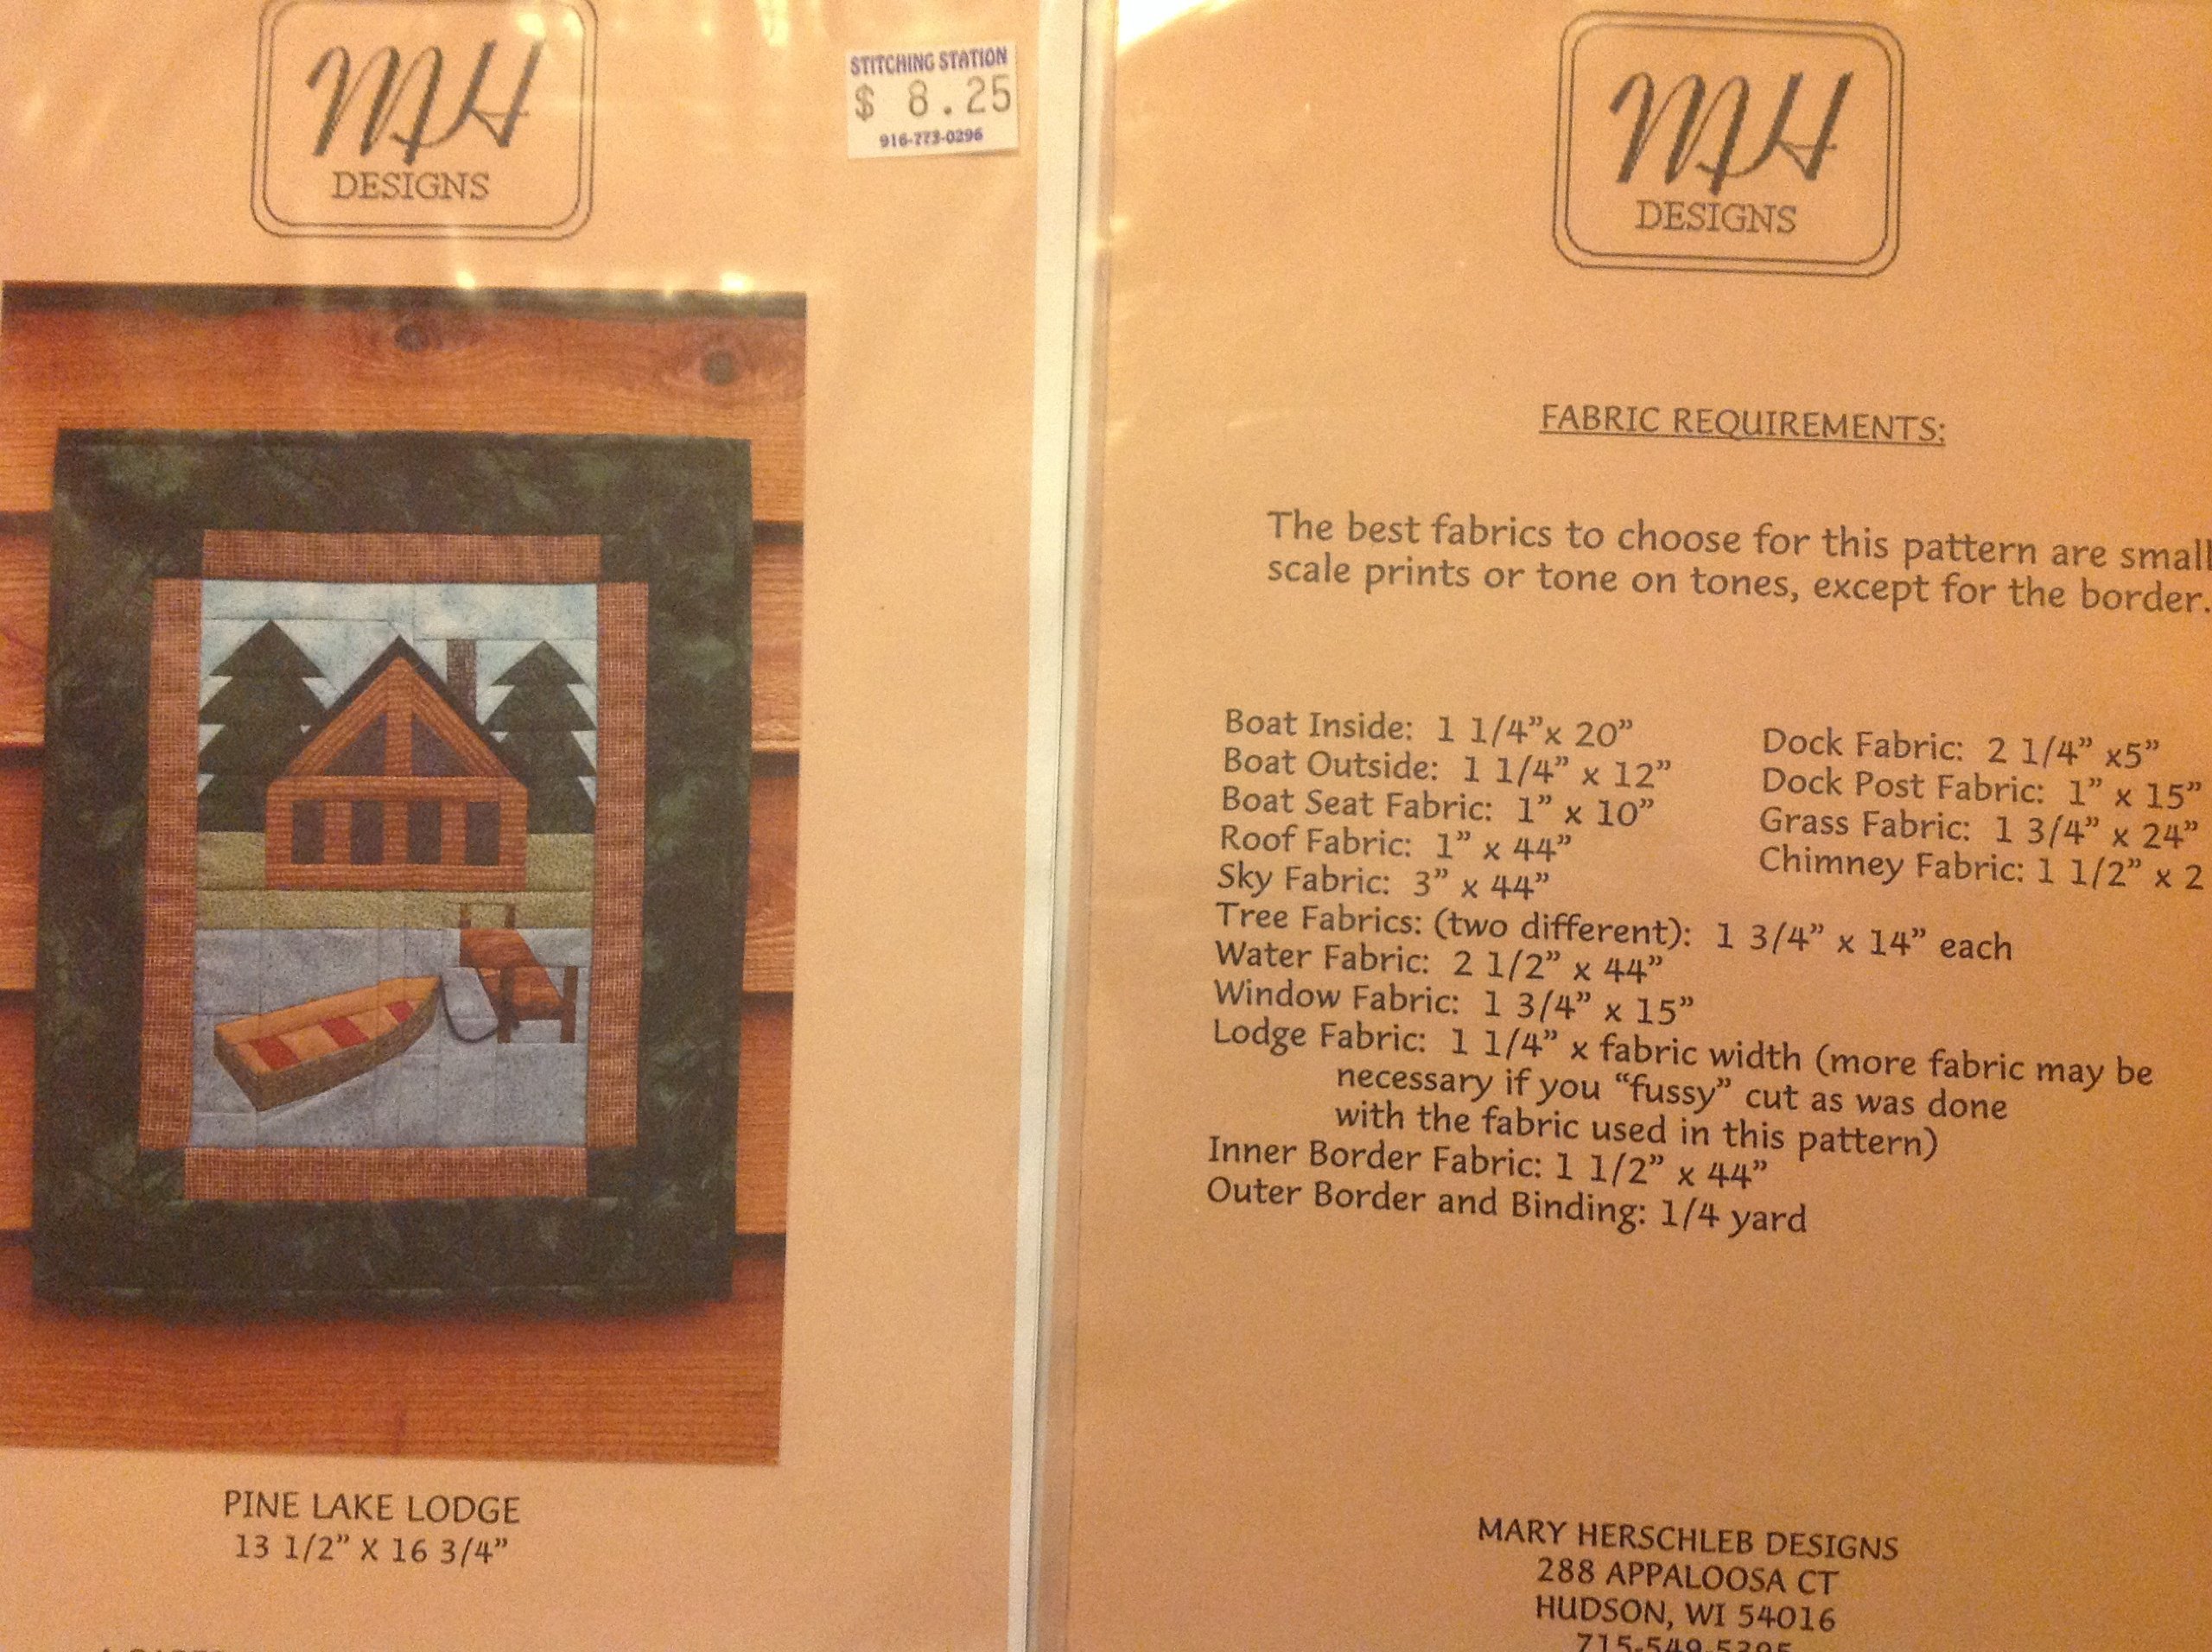 MH
DESIGNS
STITCHING STATION
$ 8.25
916-773-0296
PINE LAKE LODGE
13 1/2" X 16 3/4"
MH
DESIGNS
FABRIC REQUIREMENTS:
The best fabrics to choose for this pattern are small
scale prints or tone on tones, except for the border.
Boat Inside: 1 1/4"x 20"
Boat Outside: 1 1/4" x 12"
Boat Seat Fabric: 1" x 10"
Roof Fabric: 1" x 44"
Sky Fabric: 3" x 44"
Dock Fabric: 2 1/4" x5"
Dock Post Fabric: 1" x 15"
Grass Fabric: 1 3/4" x 24"
Chimney Fabric: 1 1/2" x 2
Tree Fabrics: (two different): 1 3/4" x 14" each
Water Fabric: 2 1/2" x 44"
Window Fabric: 1 3/4" x 15"
Lodge Fabric: 1 1/4" x fabric width (more fabric may be
necessary if you "fussy" cut as was done
with the fabric used in this pattern)
Inner Border Fabric: 1 1/2" x 44"
Outer Border and Binding: 1/4 yard
MARY HERSCHLEB DESIGNS
288 APPALOOSA CT
HUDSON, WI 54016
715-549-5395